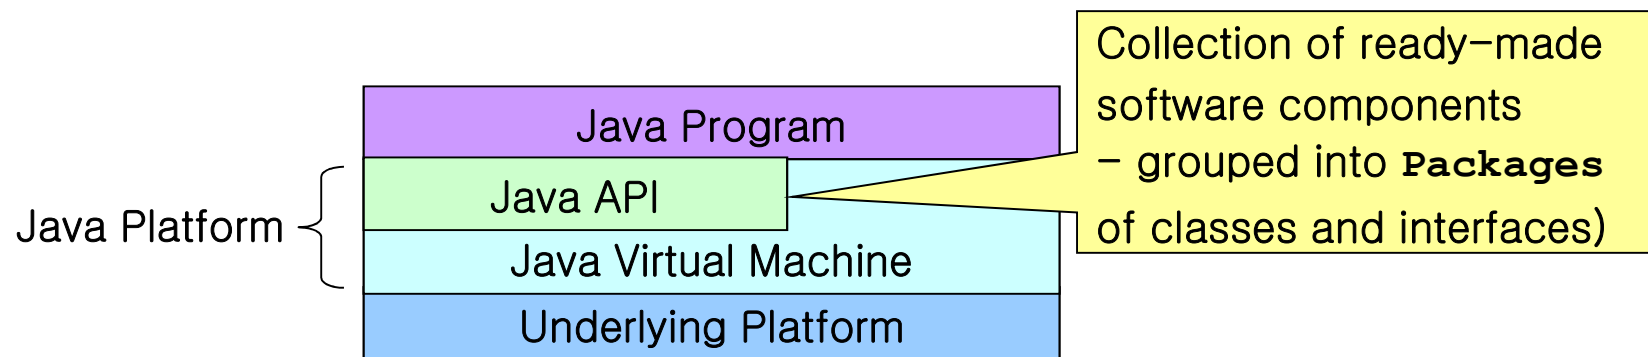 Collection of ready-made
software components
- grouped into Packages
of classes and interfaces)
Java Program
Java API
Java Platform
Java Virtual Machine
Underlying Platform